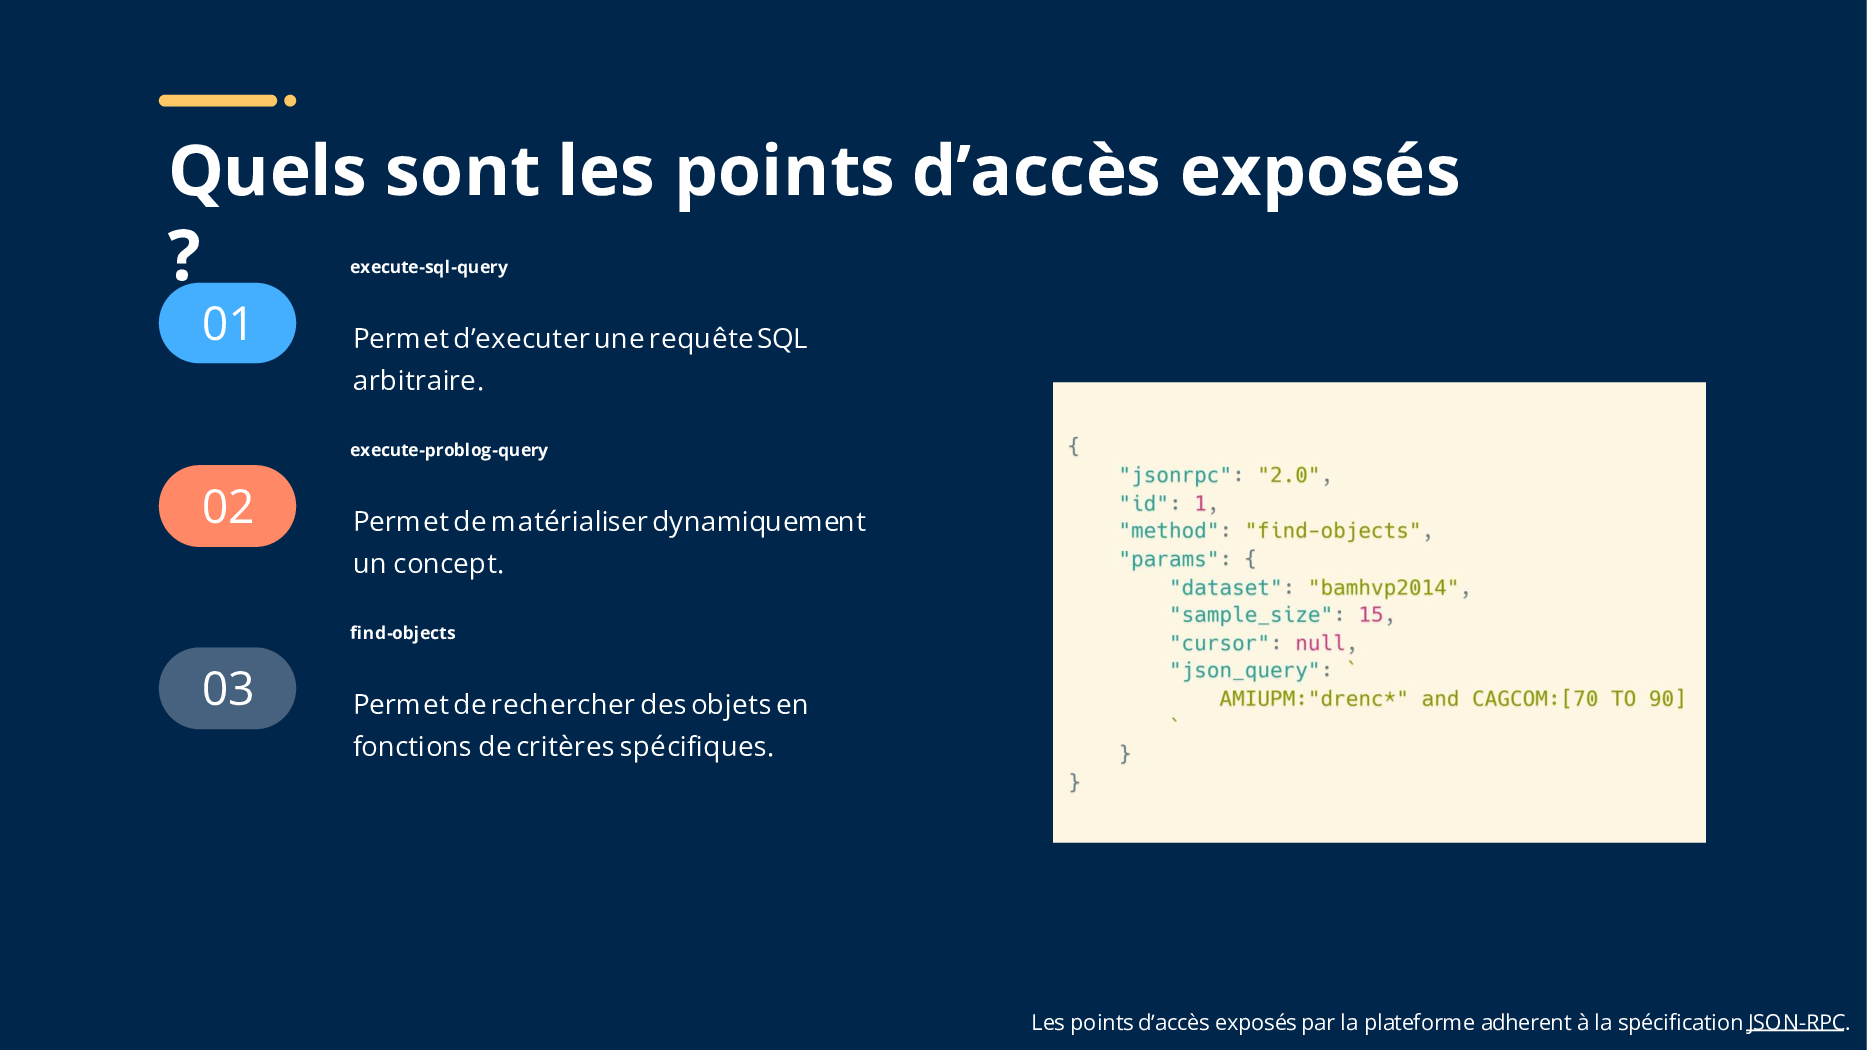 Quels sont les points d’accès exposés
?
execute-sql-query
01
Permet d’executer une requête SQL
arbitraire.
execute-problog-query
02
Permet de matérialiser dynamiquement
un concept.
find-objects
03
Permet de rechercher des objets en
fonctions de critères spécifiques.
{
    "jsonrpc": "2.0",
    "id": 1,
    "method": "find-objects",
    "params": {
        "dataset": "bamhvp2014",
        "sample_size": 15,
        "cursor": null,
        "json_query": `
            AMIUPM:"drenc*" and CAGCOM:[70 TO 90]
        `
    }
}
Les points d’accès exposés par la plateforme adherent à la spécification JSON-RPC.